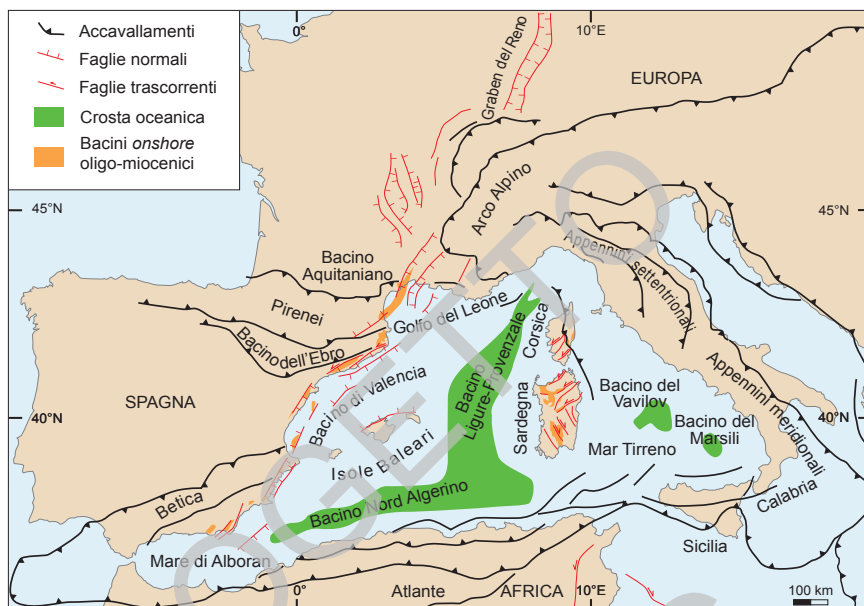 0°
10°E
Accavallamenti
Faglie normali
Faglie trascorrenti
Crosta oceanica
Bacini onshore
oligo-miocenici
Graben del Reno
EUROPA
45°N
45°N
Arco Alpino
Bacino
Aquitaniano
Appennini settentrionali
Pirenei
Golfo del Leone
Bacino dell'Ebro
Corsica
Bacino
Ligure-Provenzale
Bacino di Valencia
SPAGNA
Sardegna
Bacino del
Vavilov
Appennini meridionali
40°N
40°N
Bacino del
Marsili
Isole Baleari
Mar Tirreno
Betica
Bacino Nord Algerino
Calabria
Sicilia
Mare di Alboran
Atlante
AFRICA
0°
10°E
100 km
OGETTO